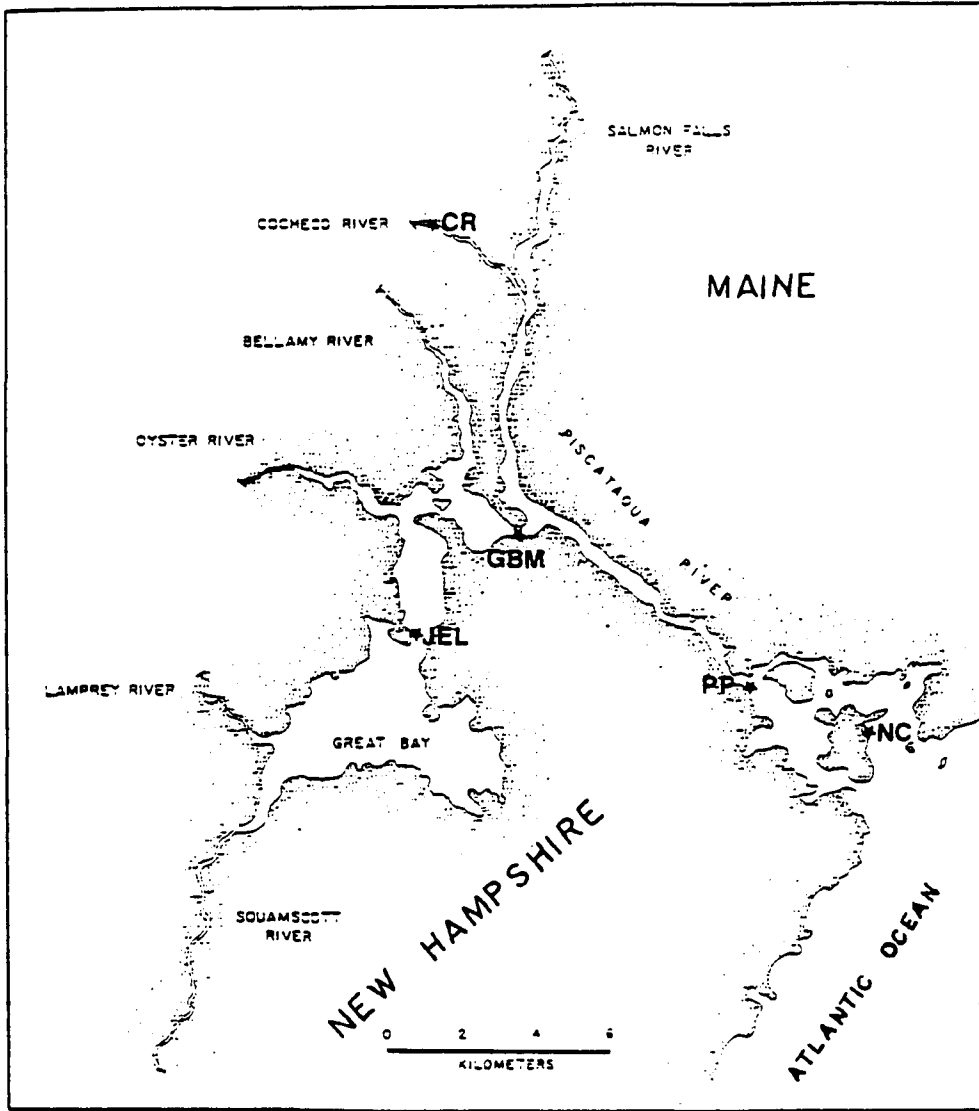 SALMON FALLS
RIVER
COCHECO RIVER
CR
MAINE
BELLAMY RIVER
OYSTER RIVER
PISCATAQUA
RIVER
GBM
JEL
LAMPREY RIVER
PP
NC
GREAT BAY
NEW HAMPSHIRE
SQUAMSCOTT
RIVER
ATLANTIC OCEAN
0 2 4 6
KILOMETERS